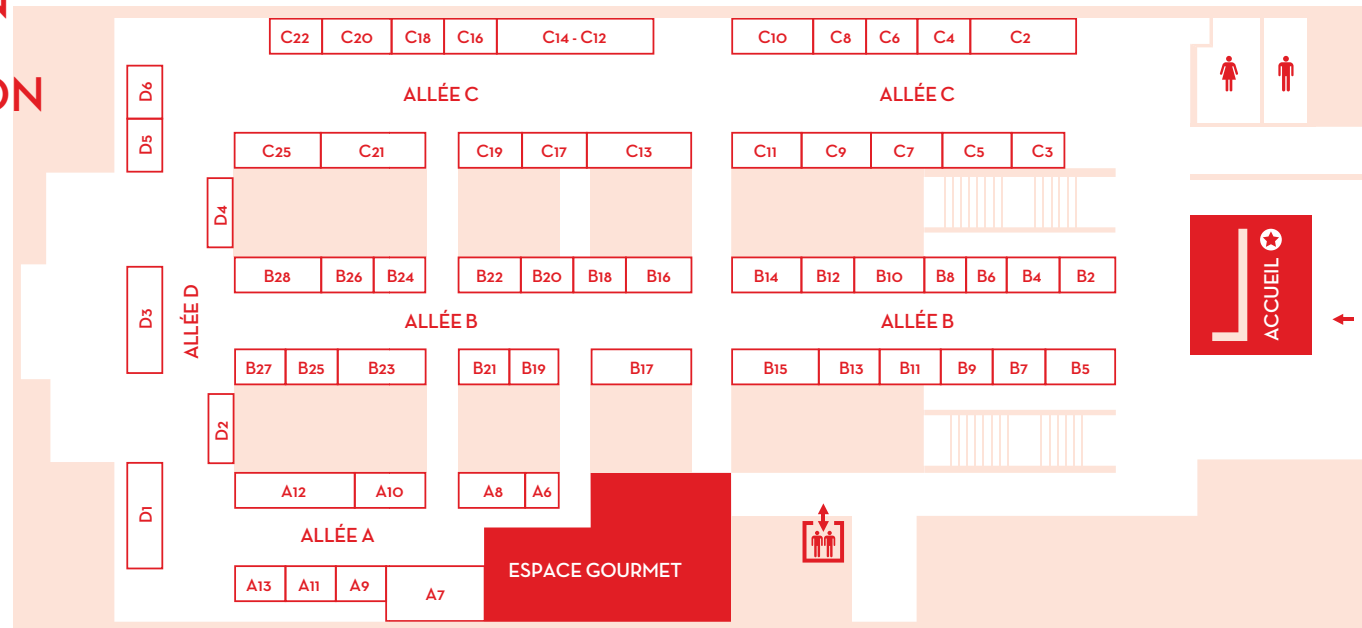 N
ON
C22 C20 C18 C16 C14 - C12 C10 C8 C6 C4 C2
D6
ALLÉE C ALLÉE C
D5
C25 C21 C19 C17 C13 C11 C9 C7 C5 C3
D4
B28 B26 B24 B22 B20 B18 B16 B14 B12 B10 B8 B6 B4 B2
ACCUEIL
D3
ALLÉE D
ALLÉE B ALLÉE B
B27 B25 B23 B21 B19 B17 B15 B13 B11 B9 B7 B5
D2
A12 A10 A8 A6
D1
ALLÉE A
ESPACE GOURMET
A13 A11 A9 A7